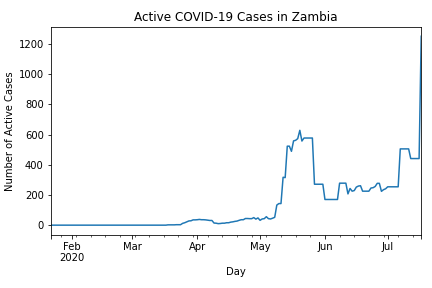 Active COVID-19 Cases in Zambia
Number of Active Cases
1200
1000
800
600
400
200
0
Feb Mar Apr May Jun Jul
2020
Day